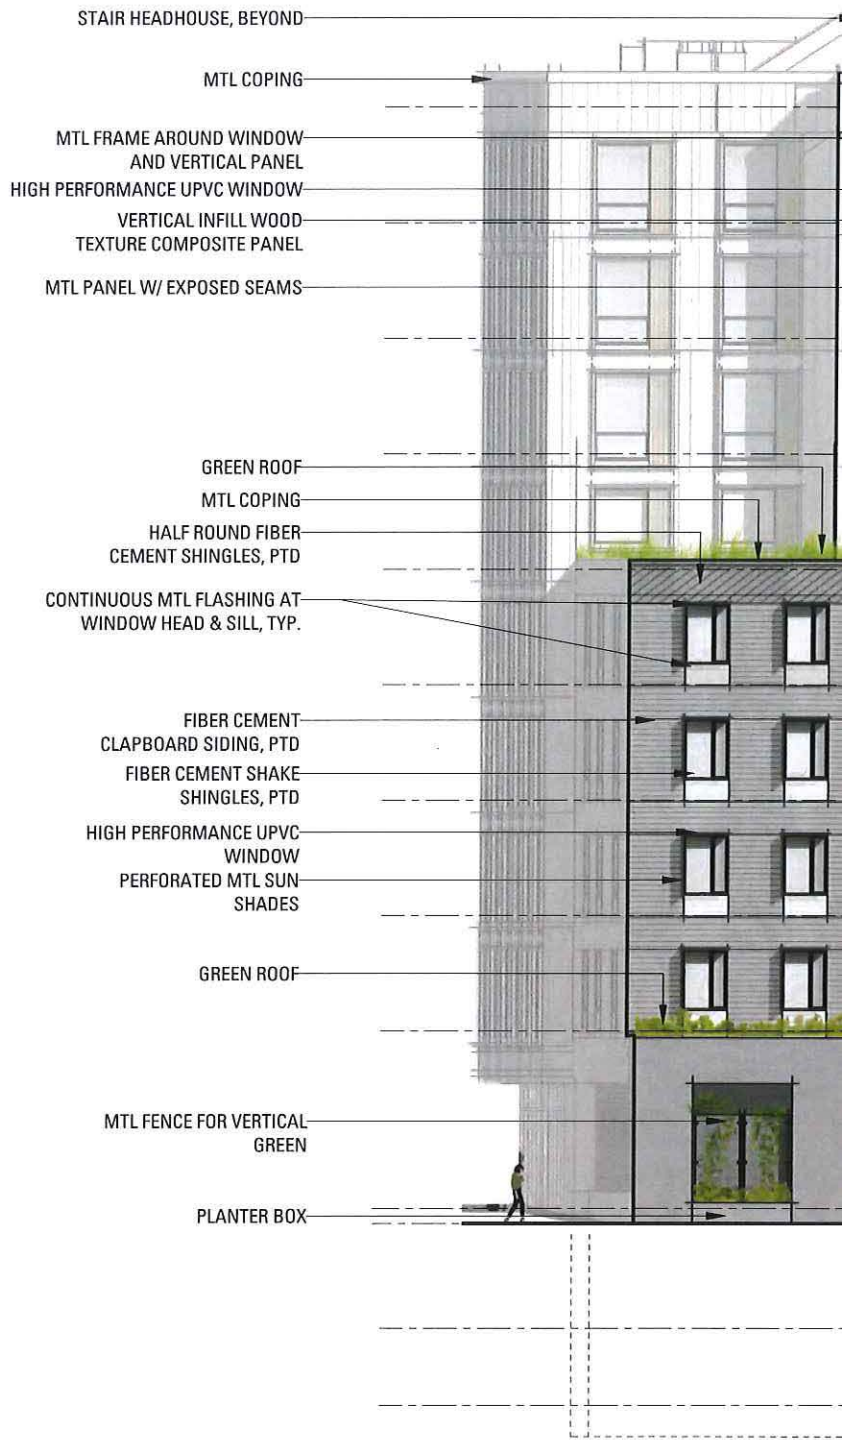 STAIR HEADHOUSE, BEYOND
MTL COPING
MTL FRAME AROUND WINDOW
AND VERTICAL PANEL
HIGH PERFORMANCE UPVC WINDOW
VERTICAL INFILL WOOD
TEXTURE COMPOSITE PANEL
MTL PANEL W/ EXPOSED SEAMS
GREEN ROOF
MTL COPING
HALF ROUND FIBER
CEMENT SHINGLES, PTD
CONTINUOUS MTL FLASHING AT
WINDOW HEAD & SILL, TYP.
FIBER CEMENT
CLAPBOARD SIDING, PTD
FIBER CEMENT SHAKE
SHINGLES, PTD
HIGH PERFORMANCE UPVC
WINDOW
PERFORATED MTL SUN
SHADES
GREEN ROOF
MTL FENCE FOR VERTICAL
GREEN
PLANTER BOX